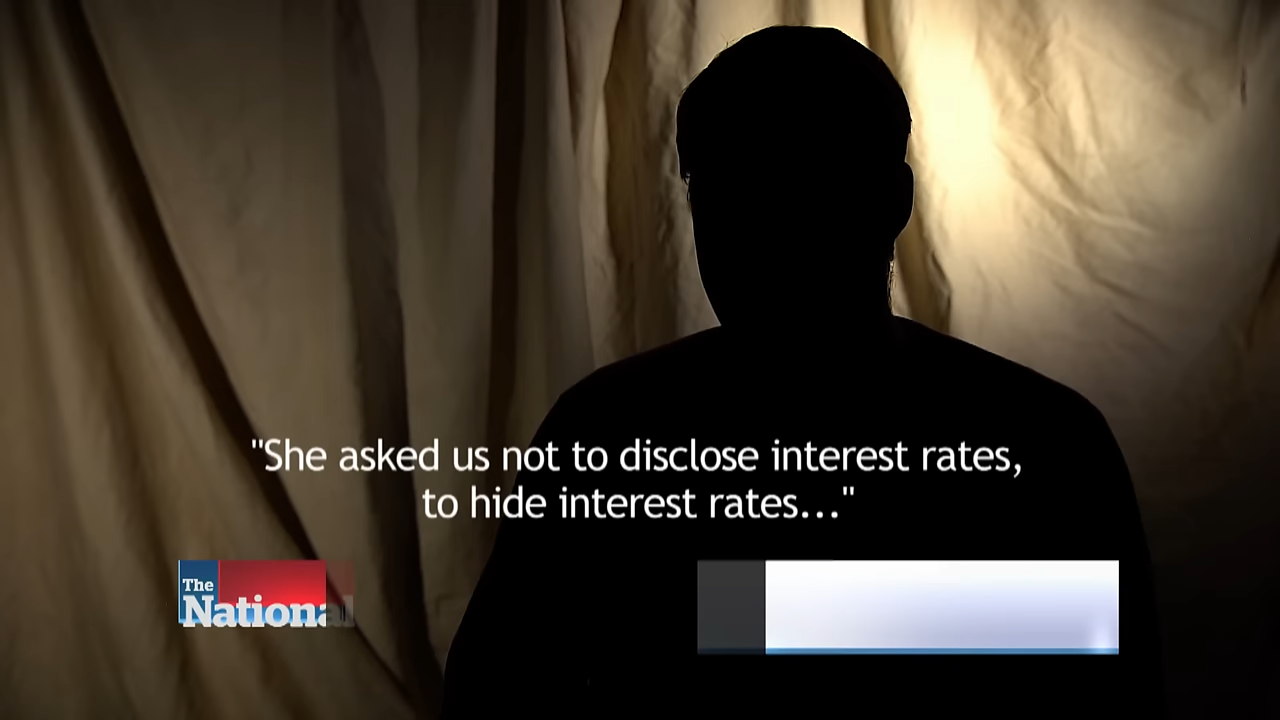 "She asked us not to disclose interest rates,
to hide interest rates..."
The
National